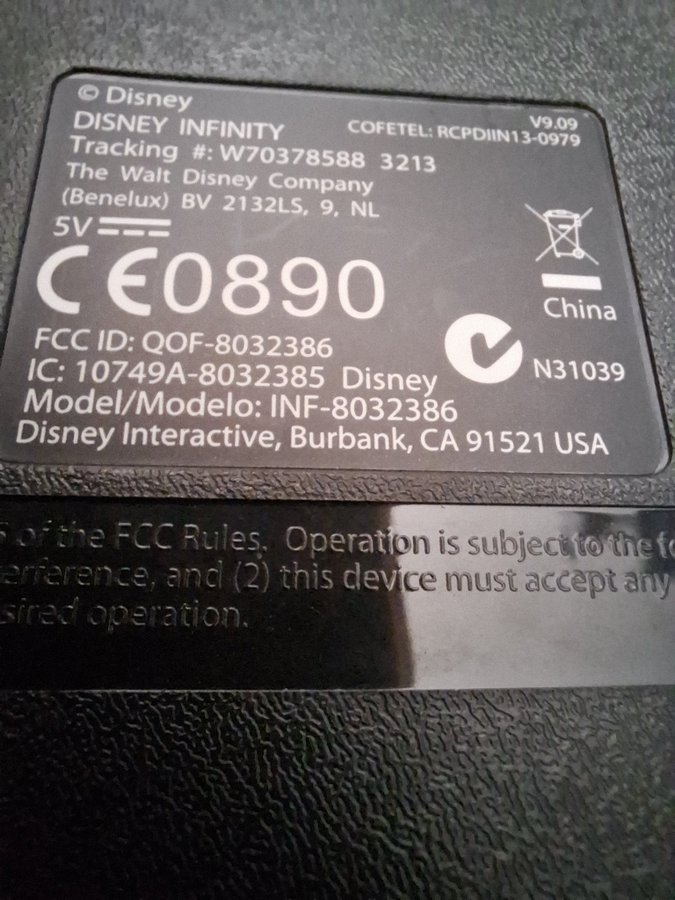 © Disney
V9.09
DISNEY INFINITY
COFETEL: RCPDIIN13-0979
Tracking #: W70378588 3213
The Walt Disney Company
(Benelux) BV 2132LS, 9, NL
5V
CE0890
China
FCC ID: QOF-8032386
N31039
IC: 10749A-8032385 Disney
Model/Modelo: INF-8032386
Disney Interactive, Burbank, CA 91521 USA
of the FCC Rules. Operation is subject to the
and (2) this device must accept any
operation.